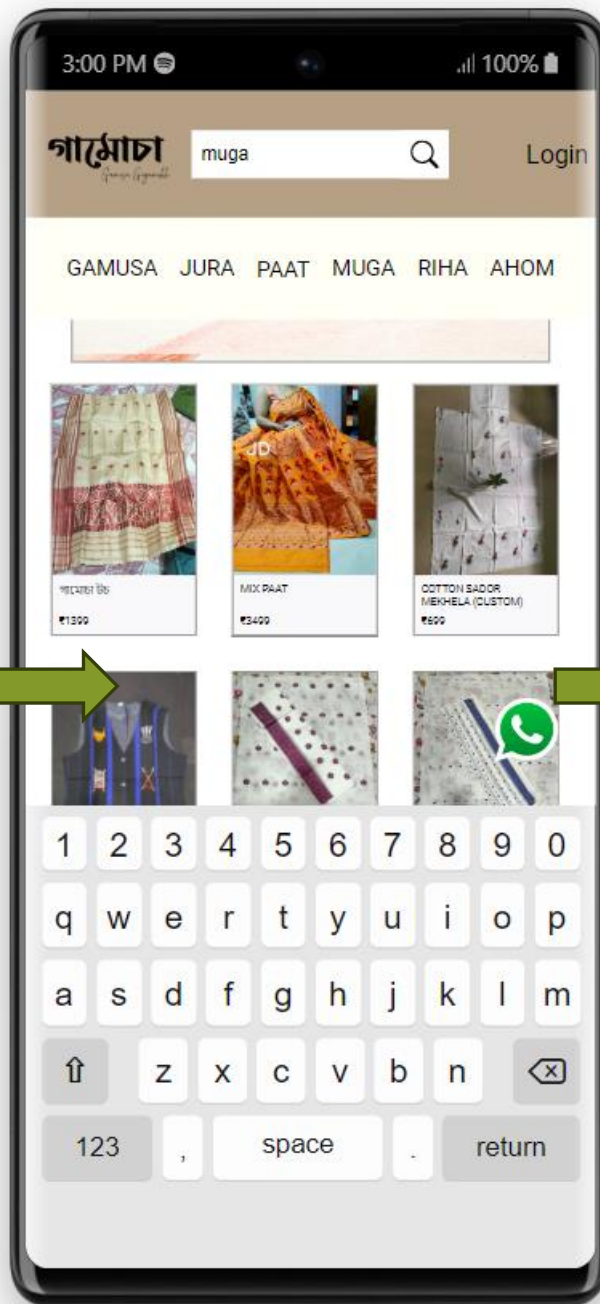 3:00 PM 100%
গামোচা muga Login
GAMUSA JURA PAAT MUGA RIHA AHOM
JD
গামোচা MIX PAAT COTTON SADOR
MEKHELA (CUSTOM)
₹1399 ₹3499 ₹699
1 2 3 4 5 6 7 8 9 0
q w e r t y u i o p
a s d f g h j k l m
z x c v b n
123 , space . return